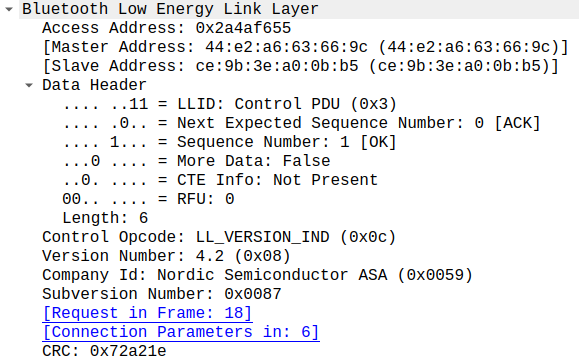 Bluetooth Low Energy Link Layer
Access Address: 0x2a4af655
[Master Address: 44:e2:a6:63:66:9c (44:e2:a6:63:66:9c)]
[Slave Address: ce:9b:3e:a0:0b:b5 (ce:9b:3e:a0:0b:b5)]
Data Header
.... ..11 = LLID: Control PDU (0x3)
.... .0.. = Next Expected Sequence Number: 0 [ACK]
.... 1... = Sequence Number: 1 [OK]
...0 .... = More Data: False
..0. .... = CTE Info: Not Present
00.. .... = RFU: 0
Length: 6
Control Opcode: LL_VERSION_IND (0x0c)
Version Number: 4.2 (0x08)
Company Id: Nordic Semiconductor ASA (0x0059)
Subversion Number: 0x0087
[Request in Frame: 18]
[Connection Parameters in: 6]
CRC: 0x72a21e